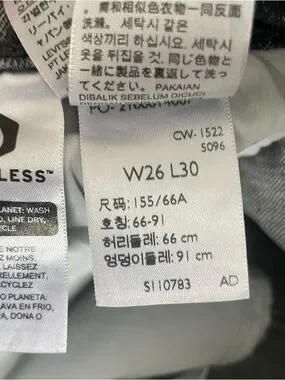 需和相似色衣物一同反面
洗滌。세탁시 같은
색상끼리 하십시오. 세탁시
옷을 뒤집을 것. 同じ色物と
一緒に製品を裏返して洗っ
てください。 PAKAIAN
DIBALIK SEBELUM DICUCI
CW-1522
5096
W26 L30
尺码: 155/66A
호칭: 66-91
허리둘레: 66 cm
엉덩이둘레: 91 cm
S110783 AD
LESS™
LANET: WASH
LINE DRY,
CYCLE
E NOTRE
Z MOINS,
LAISSEZ
RELLEMENT,
ECYCLEZ
O PLANETA:
AVA EN FRIO,
RA, DONA O